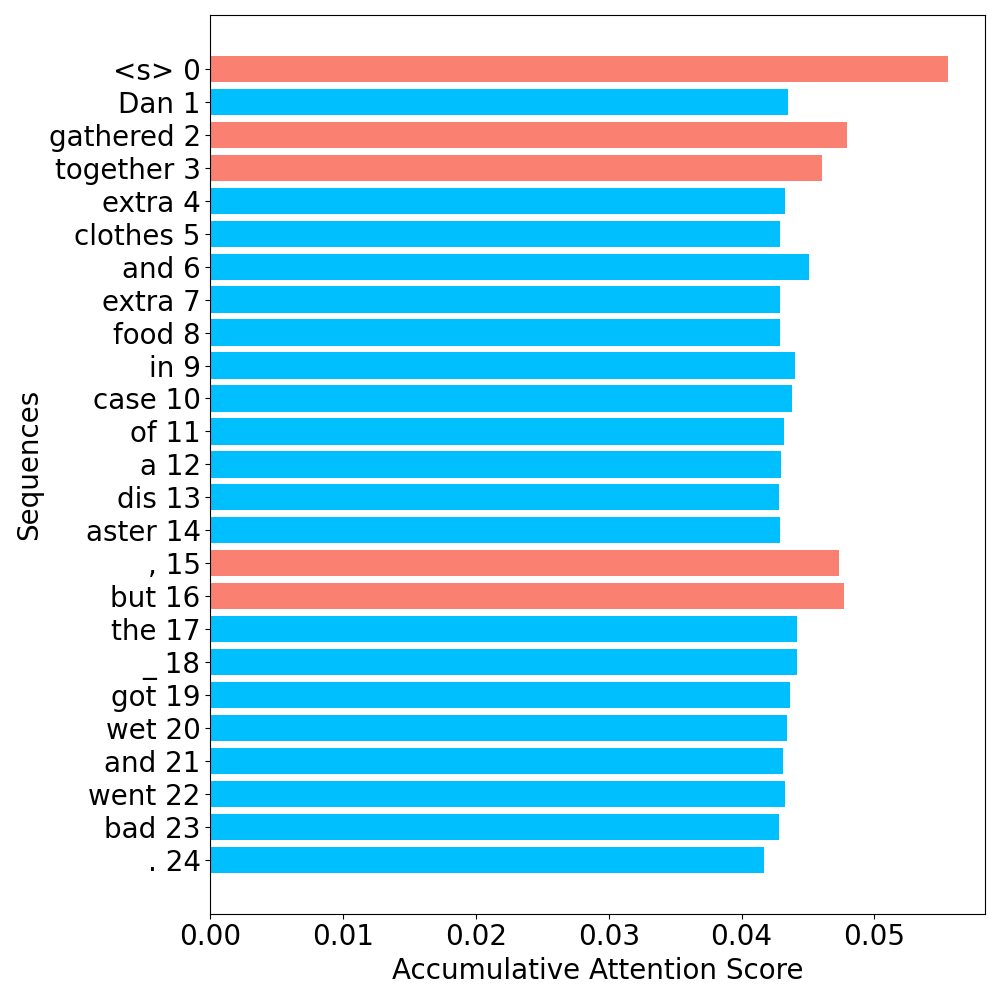 <s> 0
Dan 1
gathered 2
together 3
extra 4
clothes 5
and 6
extra 7
food 8
in 9
case 10
of 11
a 12
dis 13
aster 14
, 15
but 16
the 17
_ 18
got 19
wet 20
and 21
went 22
bad 23
. 24
Sequences
0.00 0.01 0.02 0.03 0.04 0.05
Accumulative Attention Score